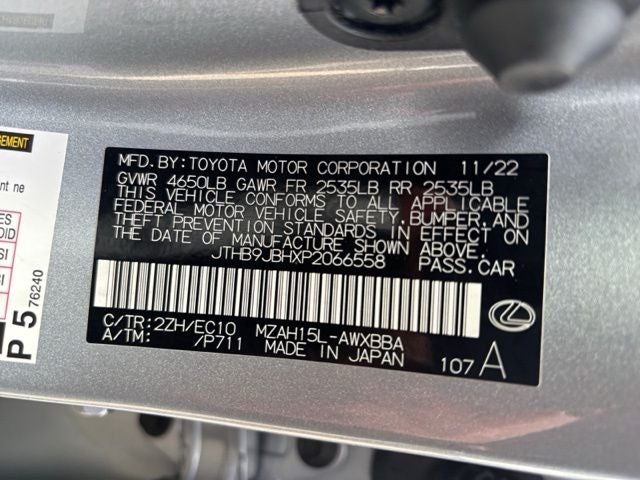 MFD. BY: TOYOTA MOTOR CORPORATION 11/22
GVWR 4650LB GAWR FR 2535LB RR 2535LB
THIS VEHICLE CONFORMS TO ALL APPLICABLE
FEDERAL MOTOR VEHICLE SAFETY, BUMPER, AND
THEFT PREVENTION STANDARDS IN EFFECT ON
THE DATE OF MANUFACTURE SHOWN ABOVE.
JTHB9JBHXP2066558 PASS. CAR
C/TR: 2ZH/EC10 MZAH15L-AWXBBA
A/TM: /P711 MADE IN JAPAN
107 A
P 5 76240